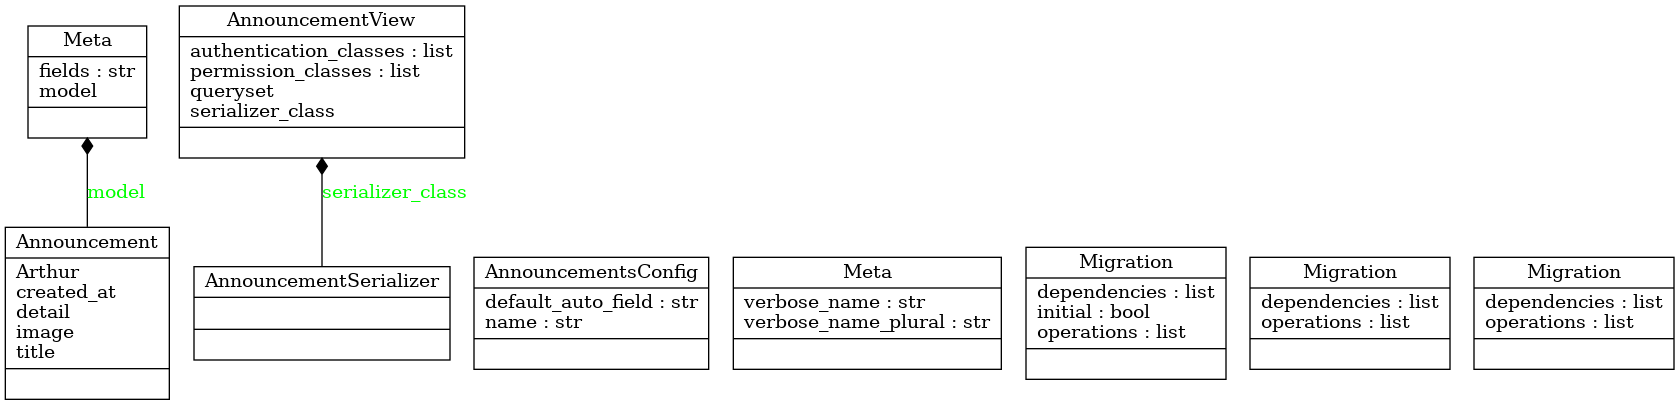 Meta
fields : str
model
AnnouncementView
authentication_classes : list
permission_classes : list
queryset
serializer_class
model
serializer_class
Announcement
Arthur
created_at
detail
image
title
AnnouncementSerializer
AnnouncementsConfig
default_auto_field : str
name : str
Meta
verbose_name : str
verbose_name_plural : str
Migration
dependencies : list
initial : bool
operations : list
Migration
dependencies : list
operations : list
Migration
dependencies : list
operations : list